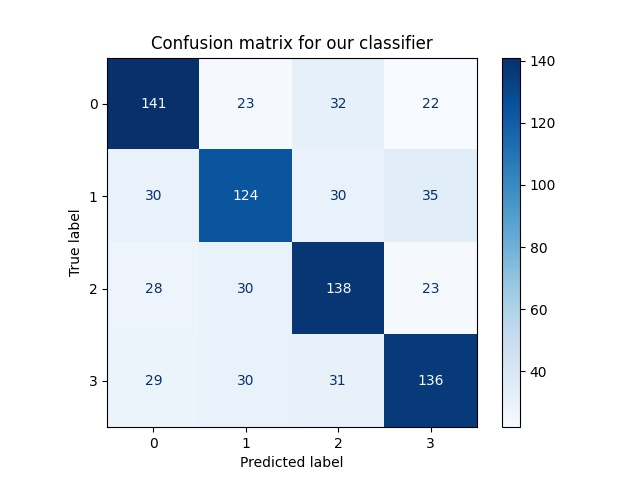 Confusion matrix for our classifier
True label
0 141 23 32 22
1 30 124 30 35
2 28 30 138 23
3 29 30 31 136
0 1 2 3
Predicted label
140
120
100
80
60
40